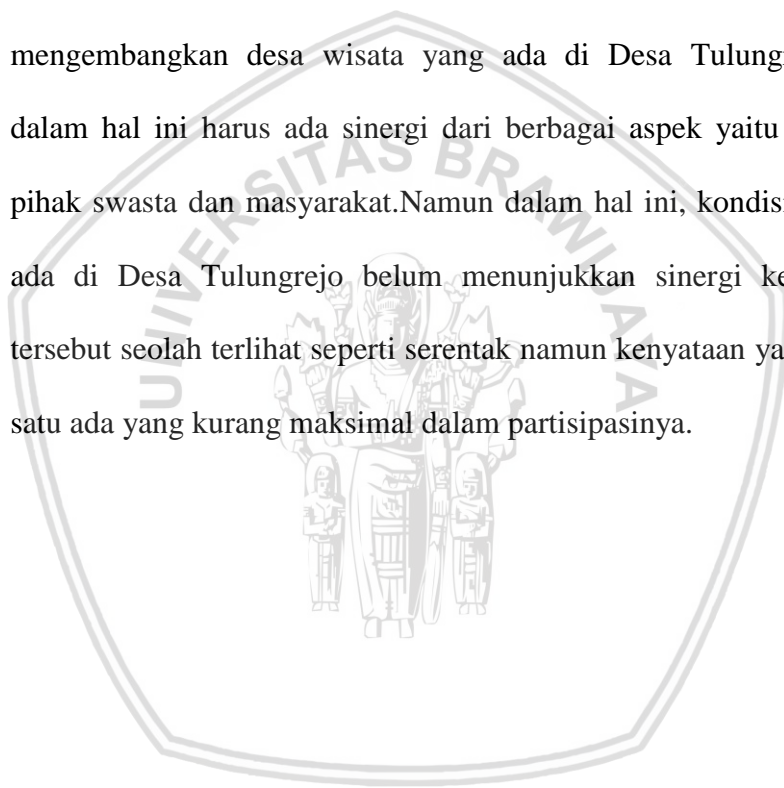 mengembangkan desa wisata yang ada di Desa Tulung
dalam hal ini harus ada sinergi dari berbagai aspek yaitu
pihak swasta dan masyarakat.Namun dalam hal ini, kondis
ada di Desa Tulungrejo belum menunjukkan sinergi ke
tersebut seolah terlihat seperti serentak namun kenyataan ya
satu ada yang kurang maksimal dalam partisipasinya.
UNIVERSITAS BRAWIJAYA